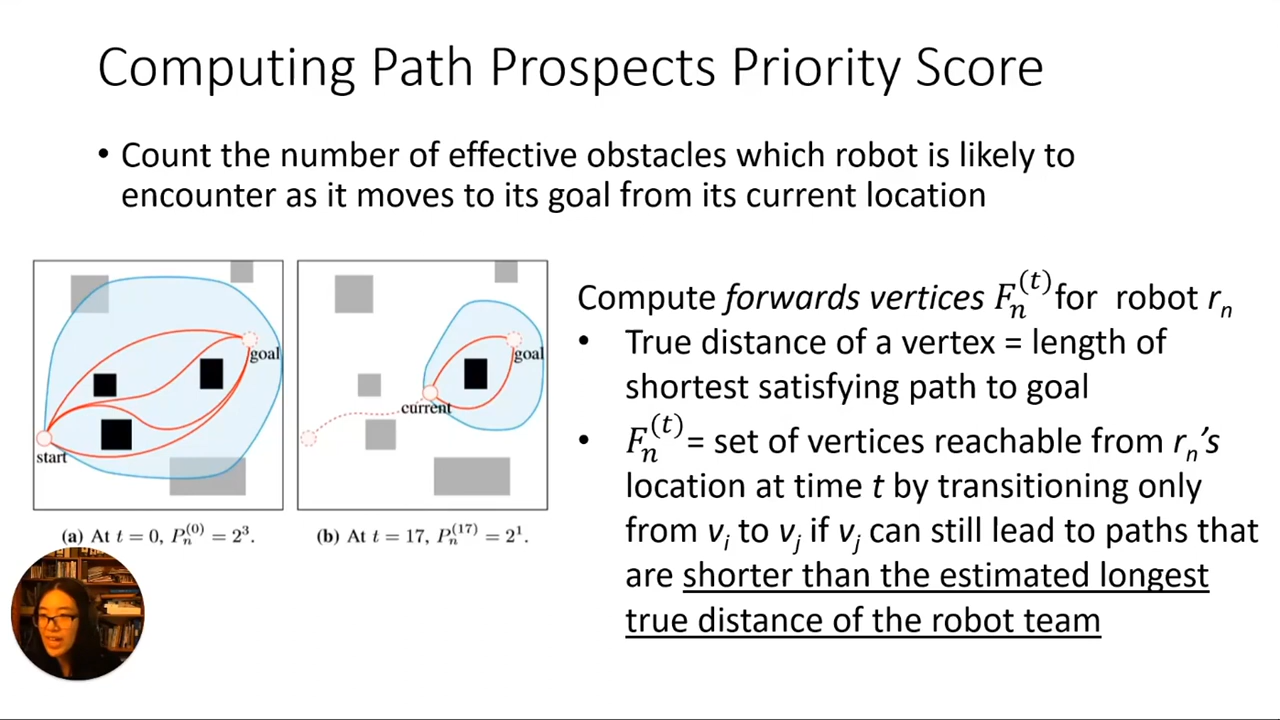 Computing Path Prospects Priority Score
• Count the number of effective obstacles which robot is likely to
encounter as it moves to its goal from its current location
goal
start
(a) At t = 0, P_n^(0) = 2^3.
goal
current
(b) At t = 17, P_n^(17) = 2^1.
Compute forwards vertices F_n^(t) for robot r_n
• True distance of a vertex = length of
shortest satisfying path to goal
• F_n^(t) = set of vertices reachable from r_n's
location at time t by transitioning only
from v_i to v_j if v_j can still lead to paths that
are shorter than the estimated longest
true distance of the robot team